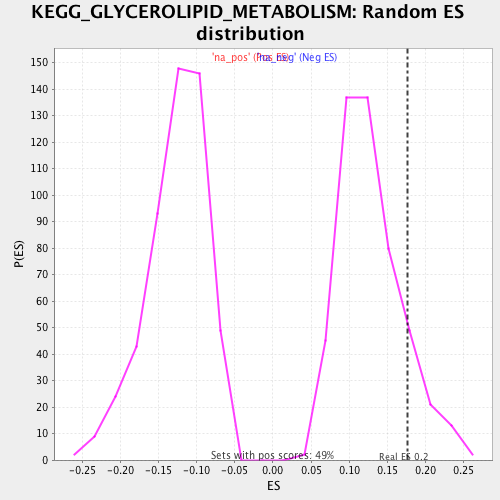 KEGG_GLYCEROLIPID_METABOLISM: Random ES
distribution
'na_pos' (Pos ES) 'na_neg' (Neg ES)
150
140
130
120
110
100
90
80
70
60
50
40
30
20
10
0
P(ES)
Sets with pos scores: 49%
Real ES 0.2
-0.25 -0.20 -0.15 -0.10 -0.05 0.00 0.05 0.10 0.15 0.20 0.25
ES